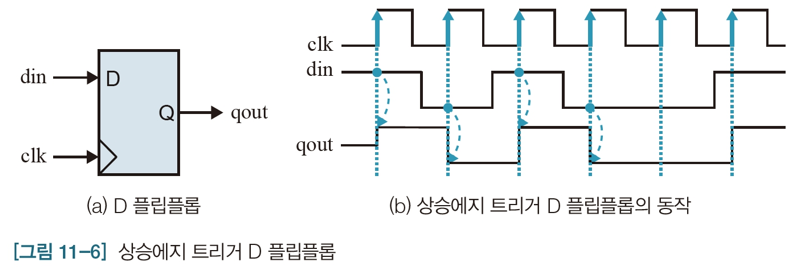 din
D
Q
qout
clk
(a) D 플립플롭
clk
din
qout
(b) 상승에지 트리거 D 플립플롭의 동작
[그림 11-6] 상승에지 트리거 D 플립플롭